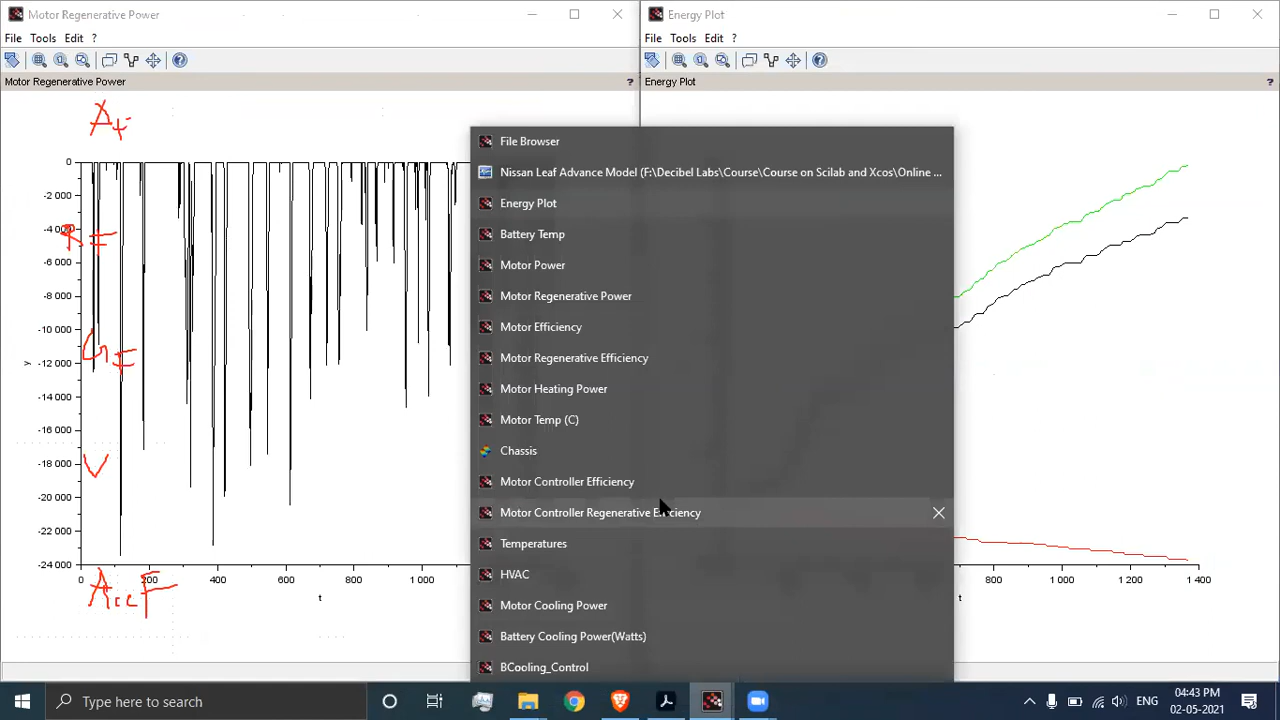 Motor Regenerative Power
File Tools Edit ?
Motor Regenerative Power ?
0
-2 000
-4 000
-6 000
-8 000
-10 000
-12 000
-14 000
-16 000
-18 000
-20 000
-22 000
-24 000
y
0 200 400 600 800 1 000
t
RF
GF
V
AccF
Energy Plot
File Tools Edit ?
Energy Plot ?
800 1 000 1 200 1 400
t
File Browser
Nissan Leaf Advance Model (F:\Decibel Labs\Course\Course on Scilab and Xcos\Online ...
Energy Plot
Battery Temp
Motor Power
Motor Regenerative Power
Motor Efficiency
Motor Regenerative Efficiency
Motor Heating Power
Motor Temp (C)
Chassis
Motor Controller Efficiency
Motor Controller Regenerative Efficiency
Temperatures
HVAC
Motor Cooling Power
Battery Cooling Power(Watts)
BCooling_Control
Type here to search
ENG
04:43 PM
02-05-2021